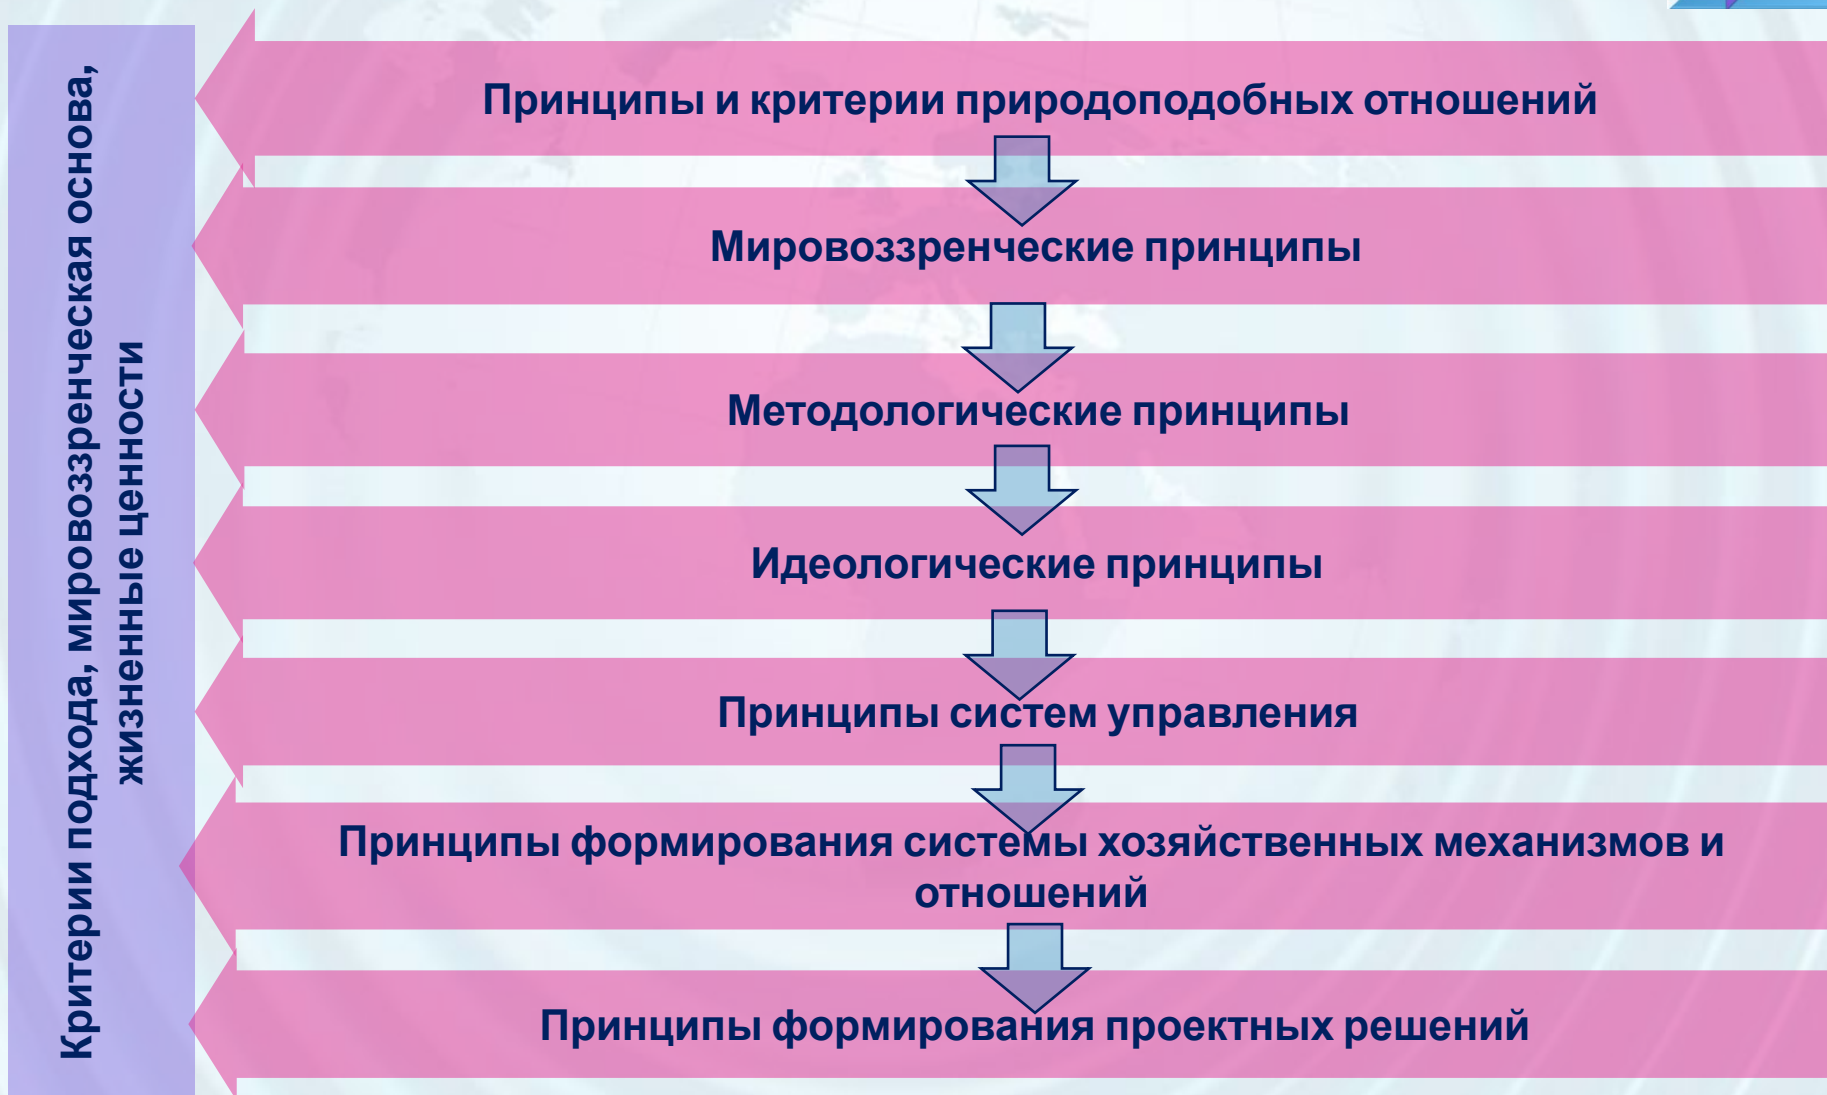 Критерии подхода, мировоззренческая основа,
жизненные ценности
Принципы и критерии природоподобных отношений
Мировоззренческие принципы
Методологические принципы
Идеологические принципы
Принципы систем управления
Принципы формирования системы хозяйственных механизмов и
отношений
Принципы формирования проектных решений